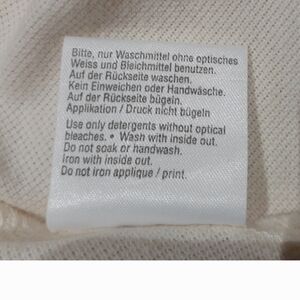 Bitte, nur Waschmittel ohne optisches
Weiss und Bleichmittel benutzen.
Auf der Rückseite waschen.
Kein Einweichen oder Handwäsche.
Auf der Rückseite bügeln.
Applikation / Druck nicht bügeln
Use only detergents without optical
bleaches. • Wash with inside out.
Do not soak or handwash.
Iron with inside out.
Do not iron applique / print.